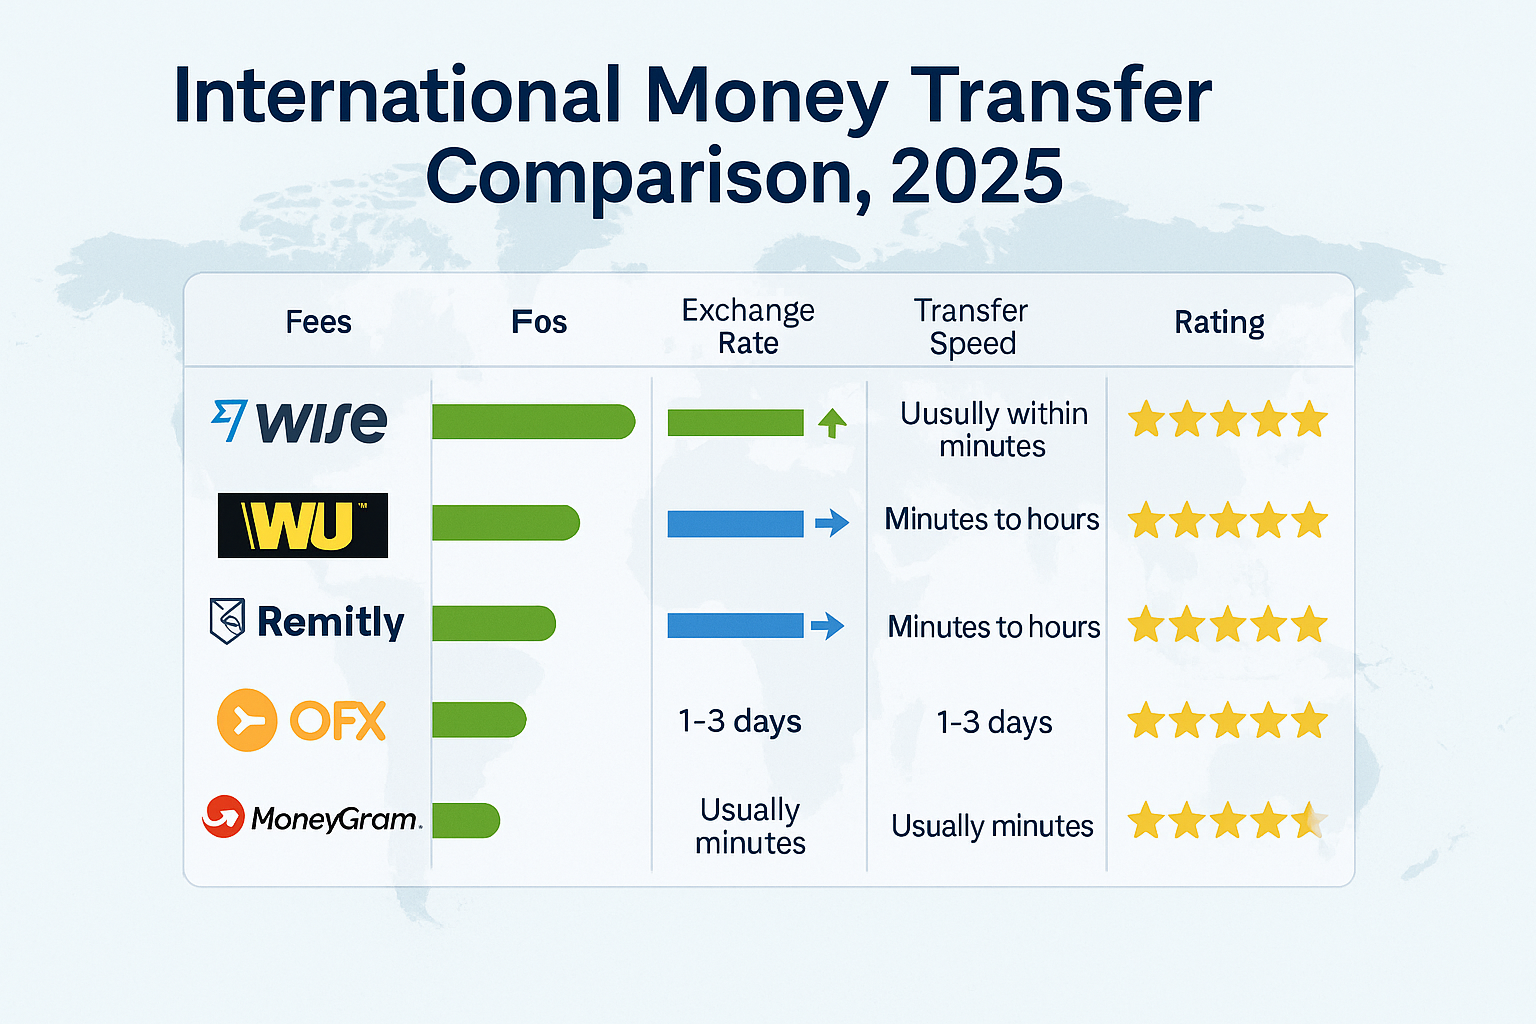 International Money Transfer
Comparison, 2025
Fees
Fos
Exchange
Rate
Transfer
Speed
Rating
wise
Uusully within
minutes
WU™
Minutes to hours
Remitly
Minutes to hours
OFX
1-3 days
1-3 days
MoneyGram.
Usually
minutes
Usually minutes